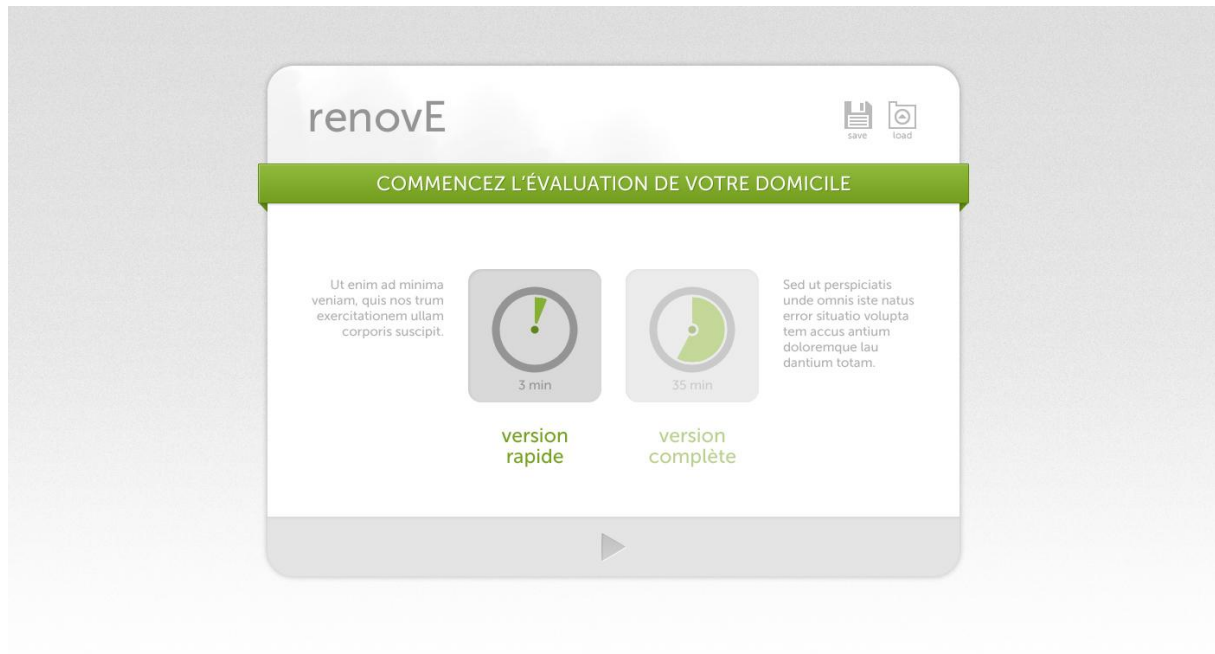 renovE
save
load
COMMENCEZ L'ÉVALUATION DE VOTRE DOMICILE
Ut enim ad minima
veniam, quis nos trum
exercitationem ullam
corporis suscipit.
3 min
35 min
Sed ut perspiciatis
unde omnis iste natus
error situatio volupta
tem accus antium
doloremque lau
dantium totam.
version
rapide
version
complète